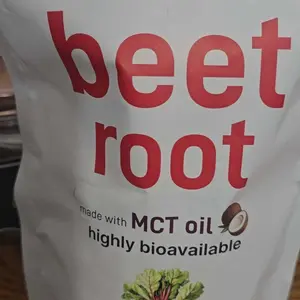 beet
root
made with MCT oil
highly bioavailable